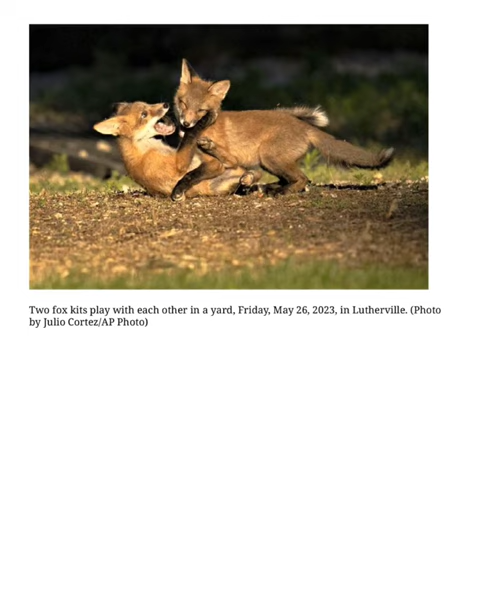 Two fox kits play with each other in a yard, Friday, May 26, 2023, in Lutherville. (Photo
by Julio Cortez/AP Photo)